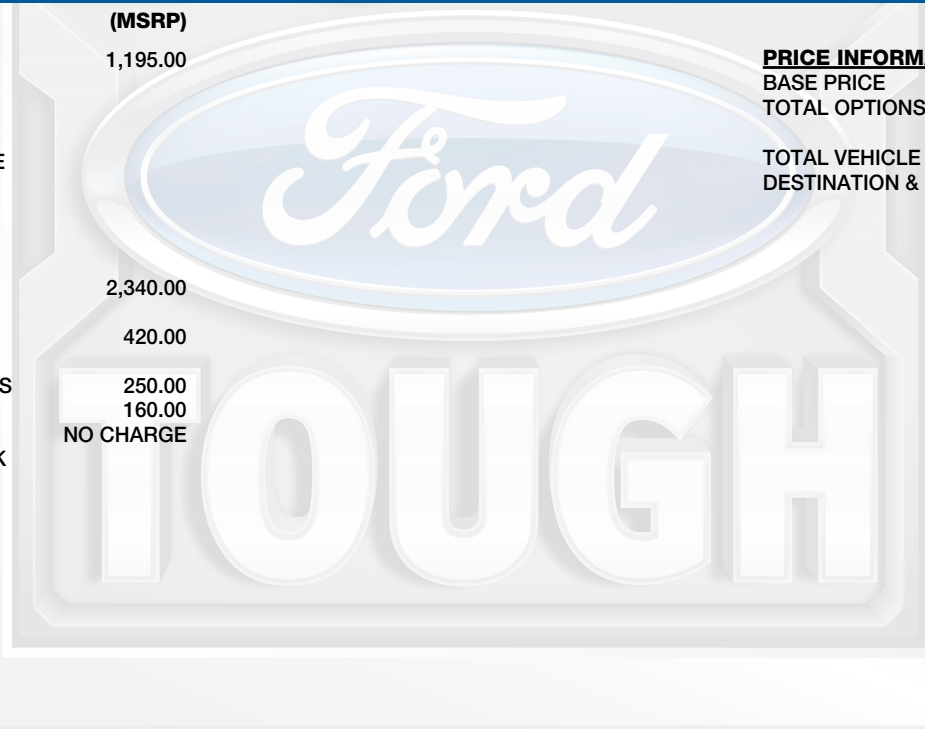 (MSRP)
1,195.00
E
2,340.00
420.00
S 250.00
160.00
NO CHARGE
K
PRICE INFORMA
BASE PRICE
TOTAL OPTIONS
TOTAL VEHICLE
DESTINATION &
Ford
TOUGH